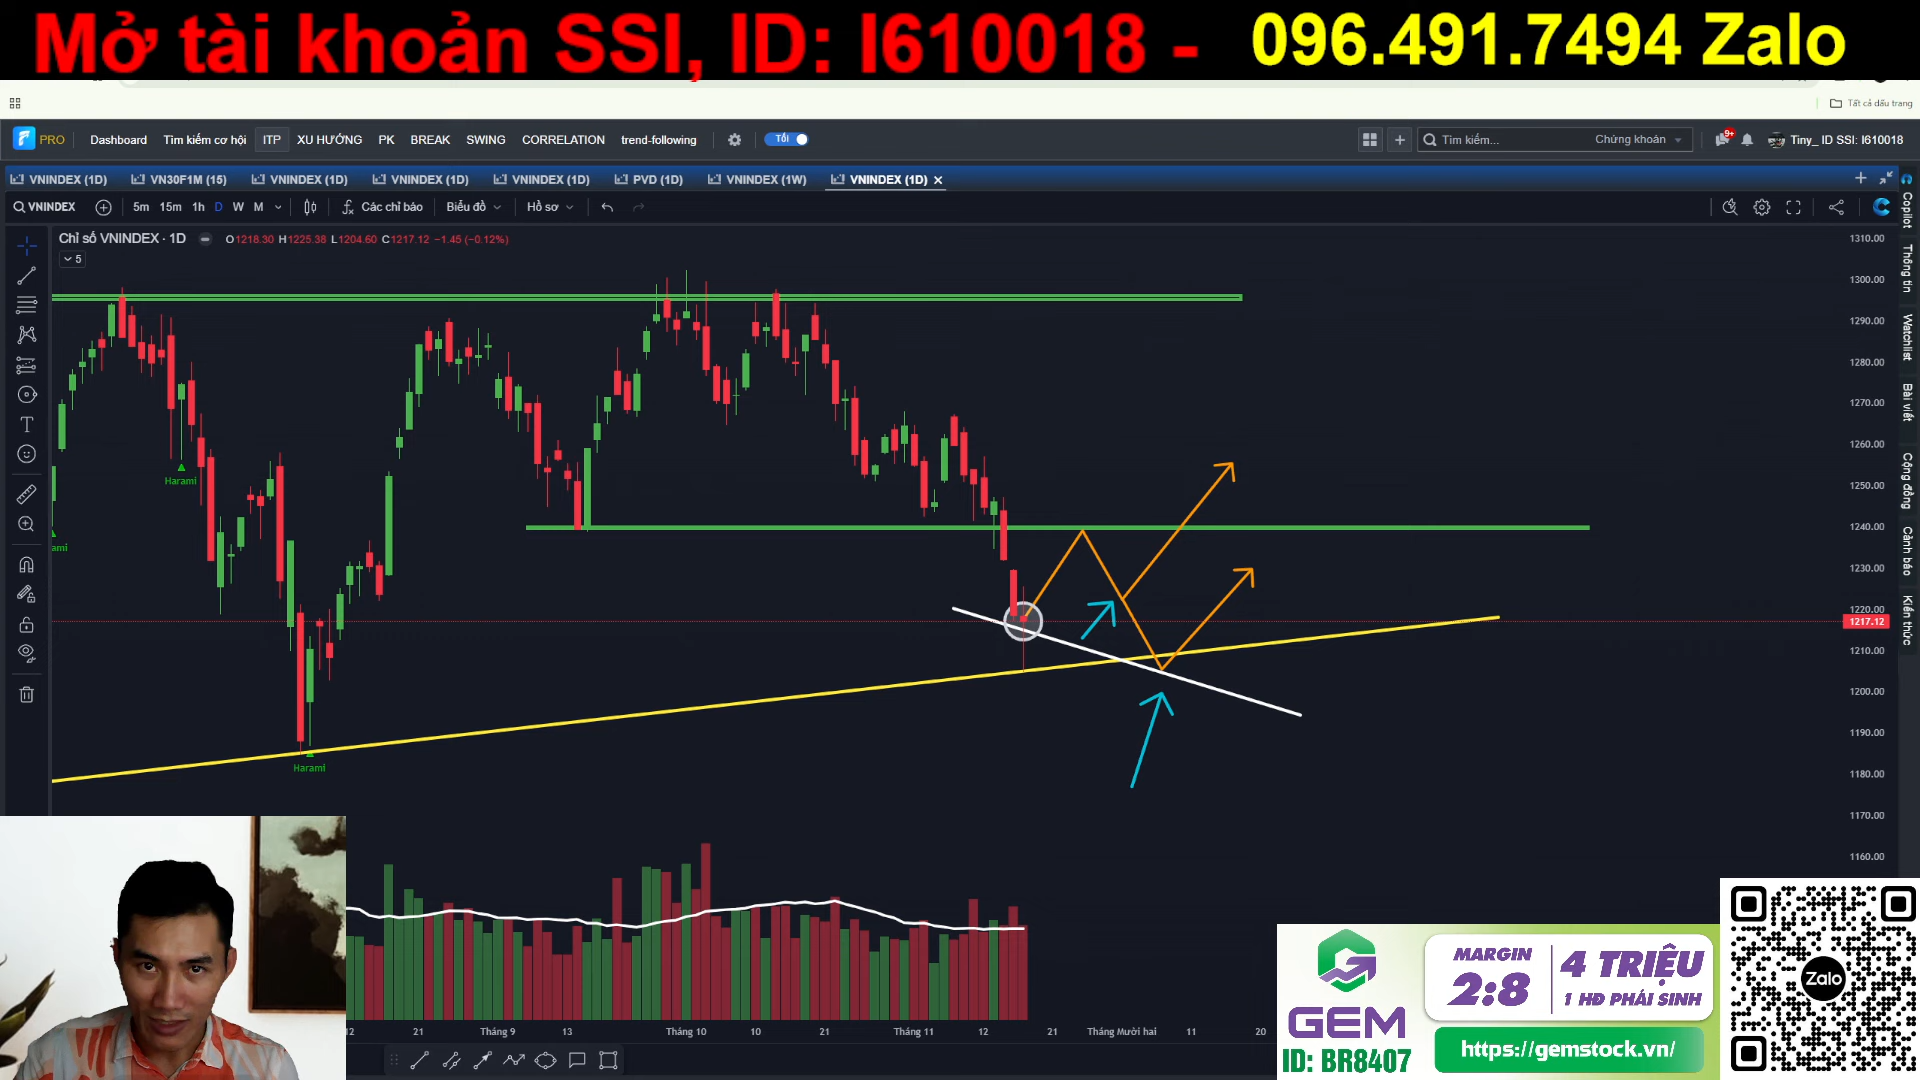 Mở tài khoản SSI, ID: I610018 - 096.491.7494 Zalo
Tất cả dấu trang
PRO Dashboard Tìm kiếm cơ hội ITP XU HƯỚNG PK BREAK SWING CORRELATION trend-following Tối Tìm kiếm... Chứng khoán 9+ Tiny_ ID SSI: I610018
VNINDEX (1D) VN30F1M (15) VNINDEX (1D) VNINDEX (1D) VNINDEX (1D) PVD (1D) VNINDEX (1W) VNINDEX (1D)
VNINDEX 5m 15m 1h D W M Các chỉ báo Biểu đồ Hồ sơ
Chỉ số VNINDEX · 1D O1218.30 H1225.38 L1204.60 C1217.12 −1.45 (−0.12%)
5
1310.00
1300.00
1290.00
1280.00
1270.00
1260.00
1250.00
1240.00
1230.00
1220.00
1217.12
1210.00
1200.00
1190.00
1180.00
1170.00
1160.00
Copilot
Thông tin
Watchlist
Bài viết
Cộng đồng
Cảnh báo
Kiến thức
Harami
ami
Harami
12 21 Tháng 9 13 Tháng 10 10 21 Tháng 11 12 21 Tháng Mười hai 11 20
GEM
ID: BR8407
MARGIN
2:8
4 TRIỆU
1 HĐ PHÁI SINH
https://gemstock.vn/
Zalo